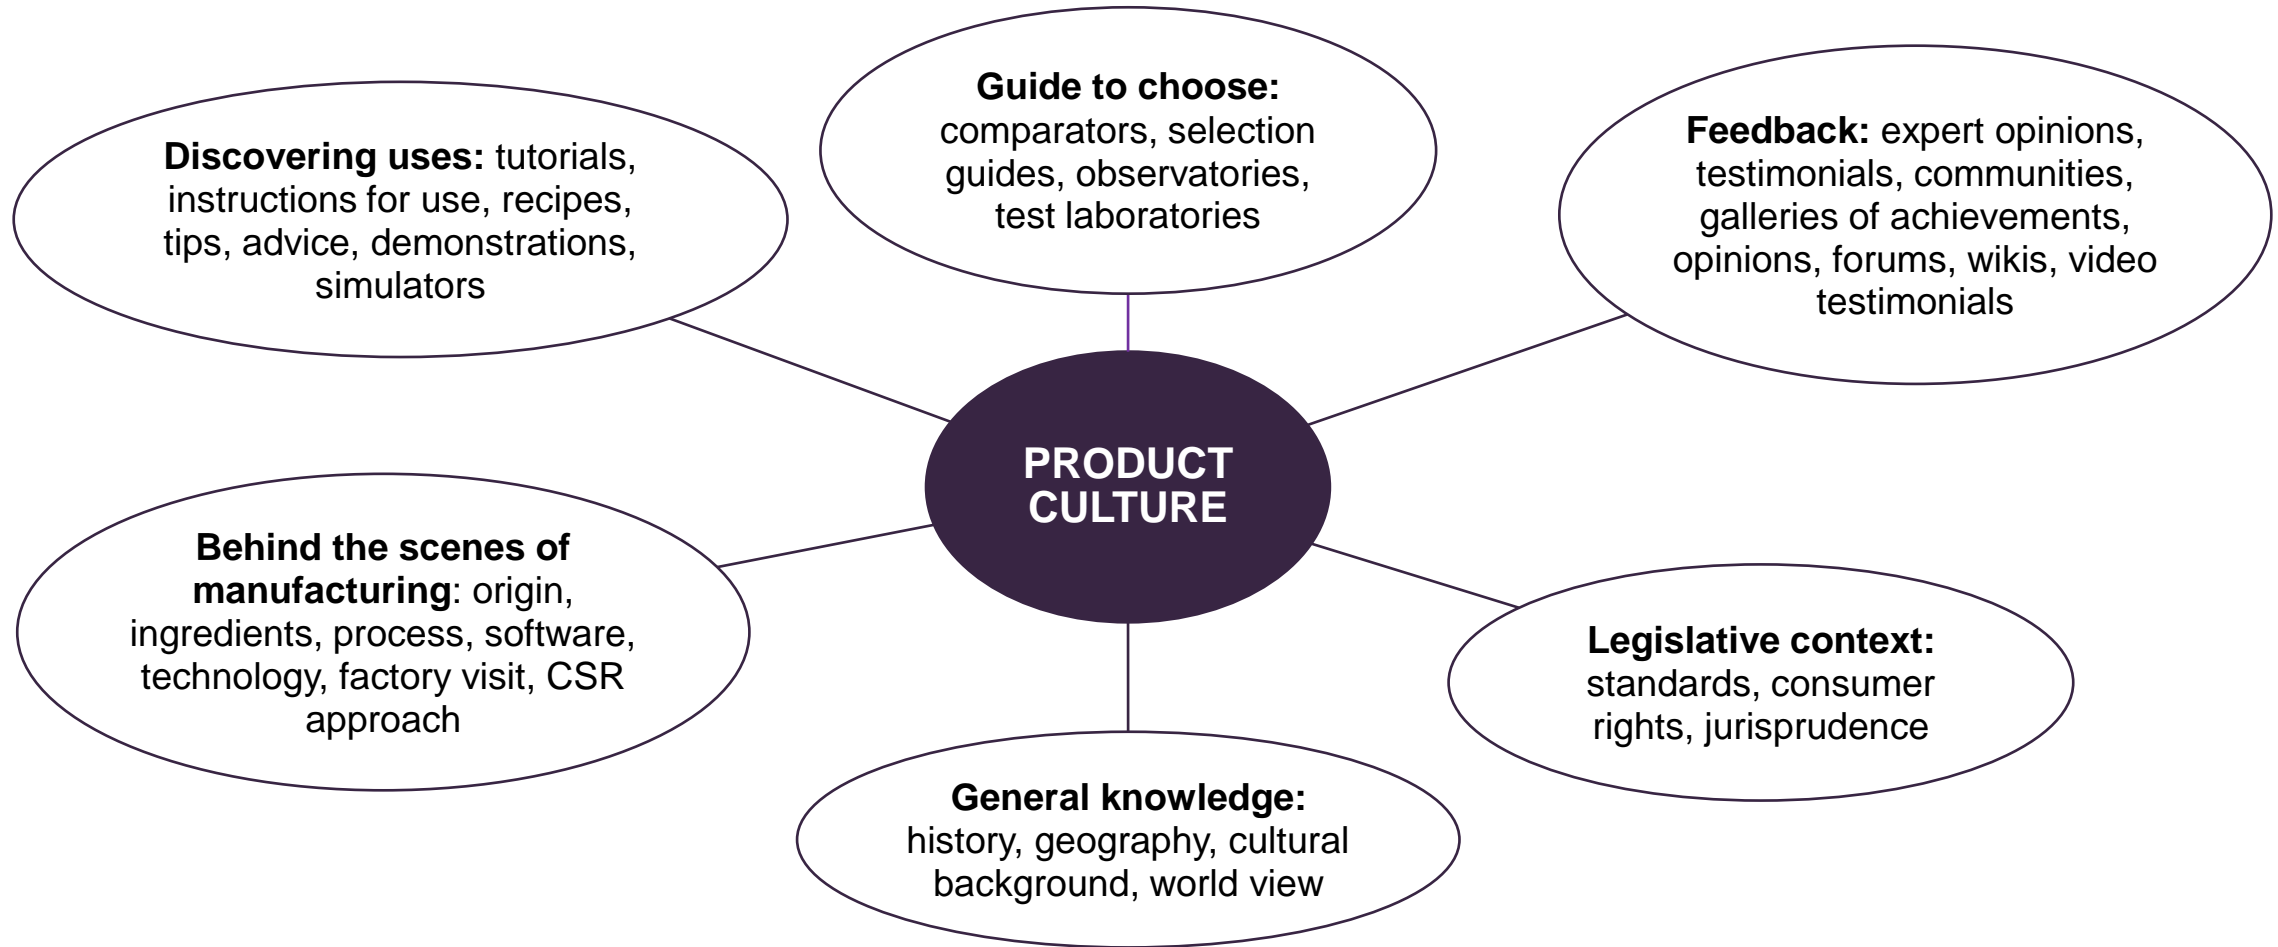 Guide to choose:
comparators, selection
guides, observatories,
test laboratories
Discovering uses: tutorials,
instructions for use, recipes,
tips, advice, demonstrations,
simulators
Feedback: expert opinions,
testimonials, communities,
galleries of achievements,
opinions, forums, wikis, video
testimonials
PRODUCT
CULTURE
Behind the scenes of
manufacturing: origin,
ingredients, process, software,
technology, factory visit, CSR
approach
Legislative context:
standards, consumer
rights, jurisprudence
General knowledge:
history, geography, cultural
background, world view